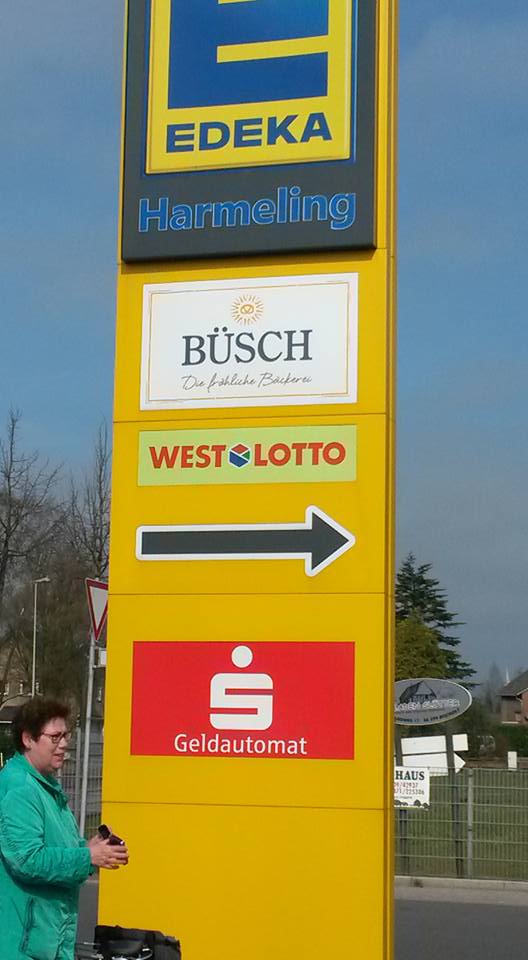 EDEKA
Harmeling
BÜSCH
Die fröhliche Bäckerei
WEST LOTTO
Geldautomat
HAUS